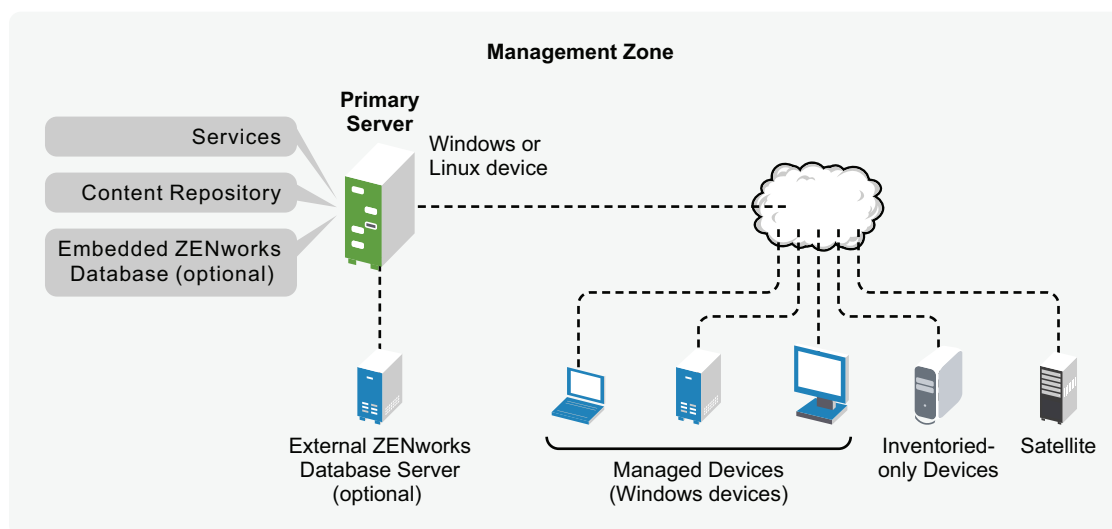 Management Zone
Primary
Server
Windows or
Linux device
Services
Content Repository
Embedded ZENworks
Database (optional)
External ZENworks
Database Server
(optional)
Managed Devices
(Windows devices)
Inventoried-
only Devices
Satellite